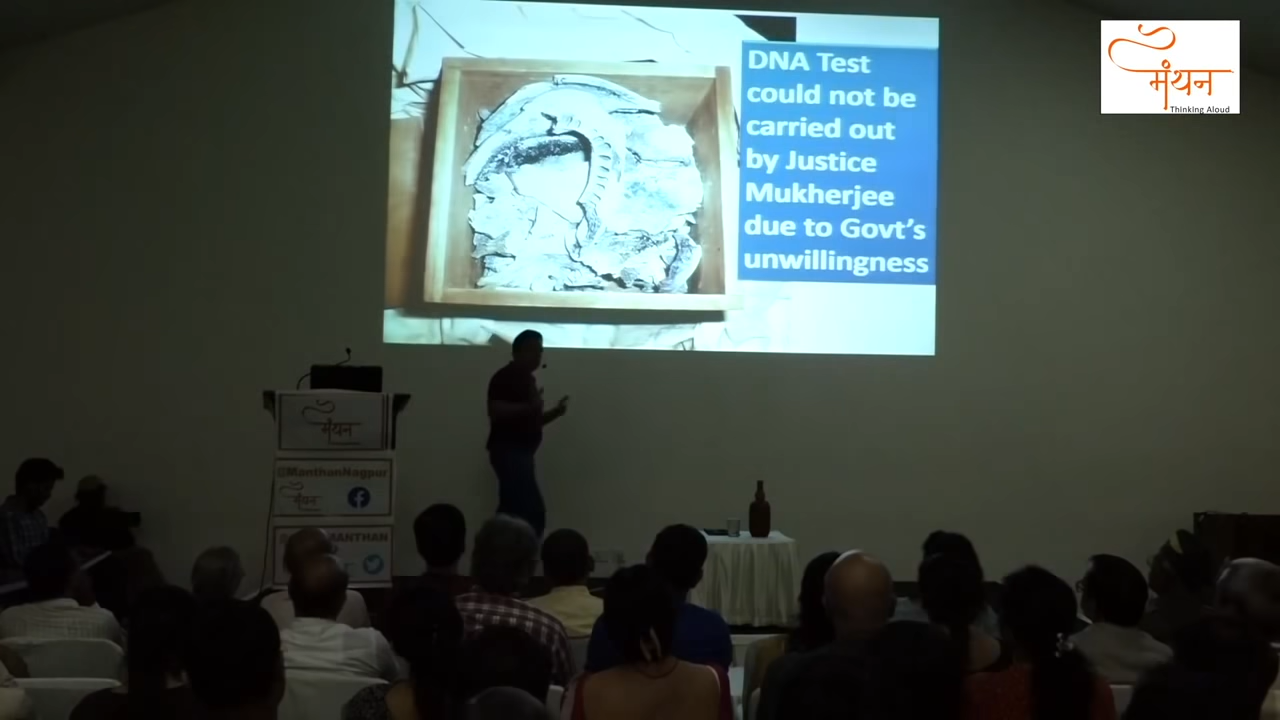 DNA Test
could not be
carried out
by Justice
Mukherjee
due to Govt's
unwillingness
मंथन
Thinking Aloud
मंथन
@ManthanNagpur
मंथन
MANTHAN